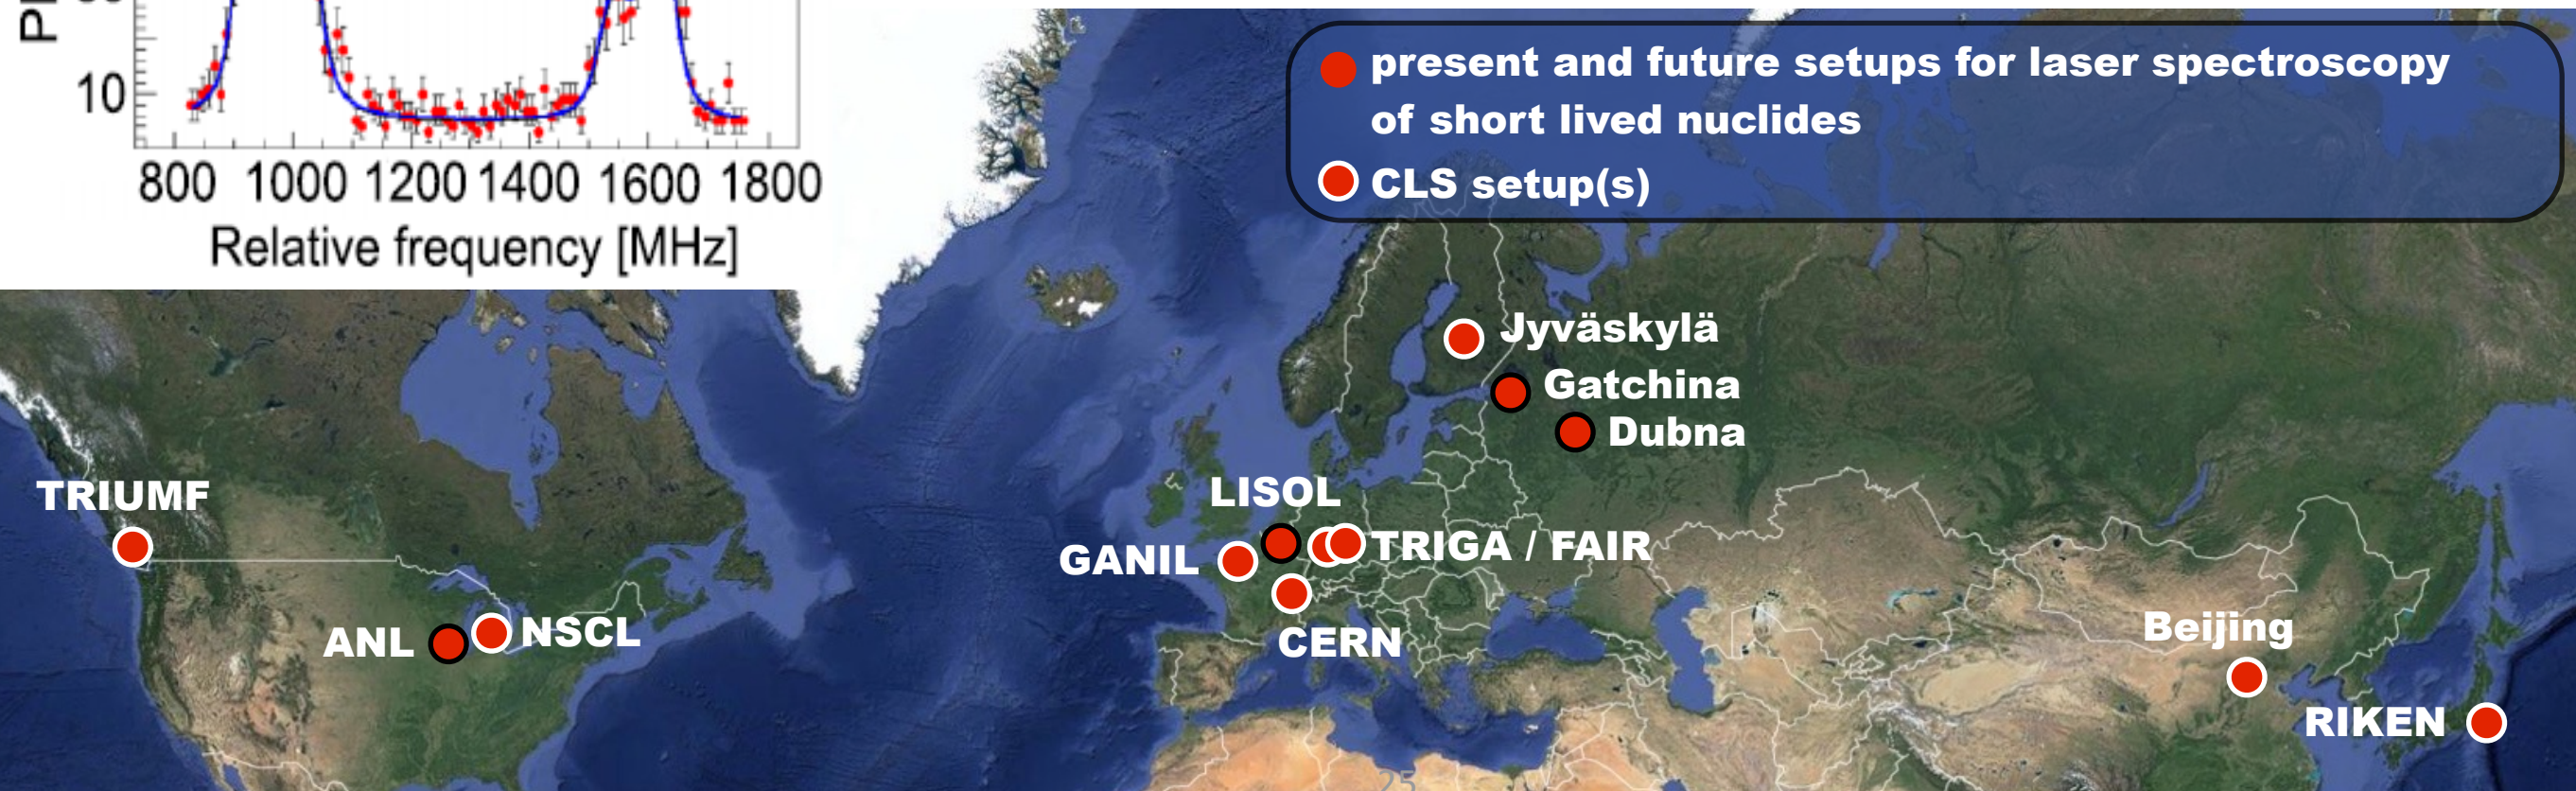 10
800 1000 1200 1400 1600 1800
Relative frequency [MHz]
present and future setups for laser spectroscopy
of short lived nuclides
CLS setup(s)
Jyväskylä
Gatchina
Dubna
TRIUMF
LISOL
GANIL
TRIGA / FAIR
ANL
NSCL
CERN
Beijing
RIKEN
25